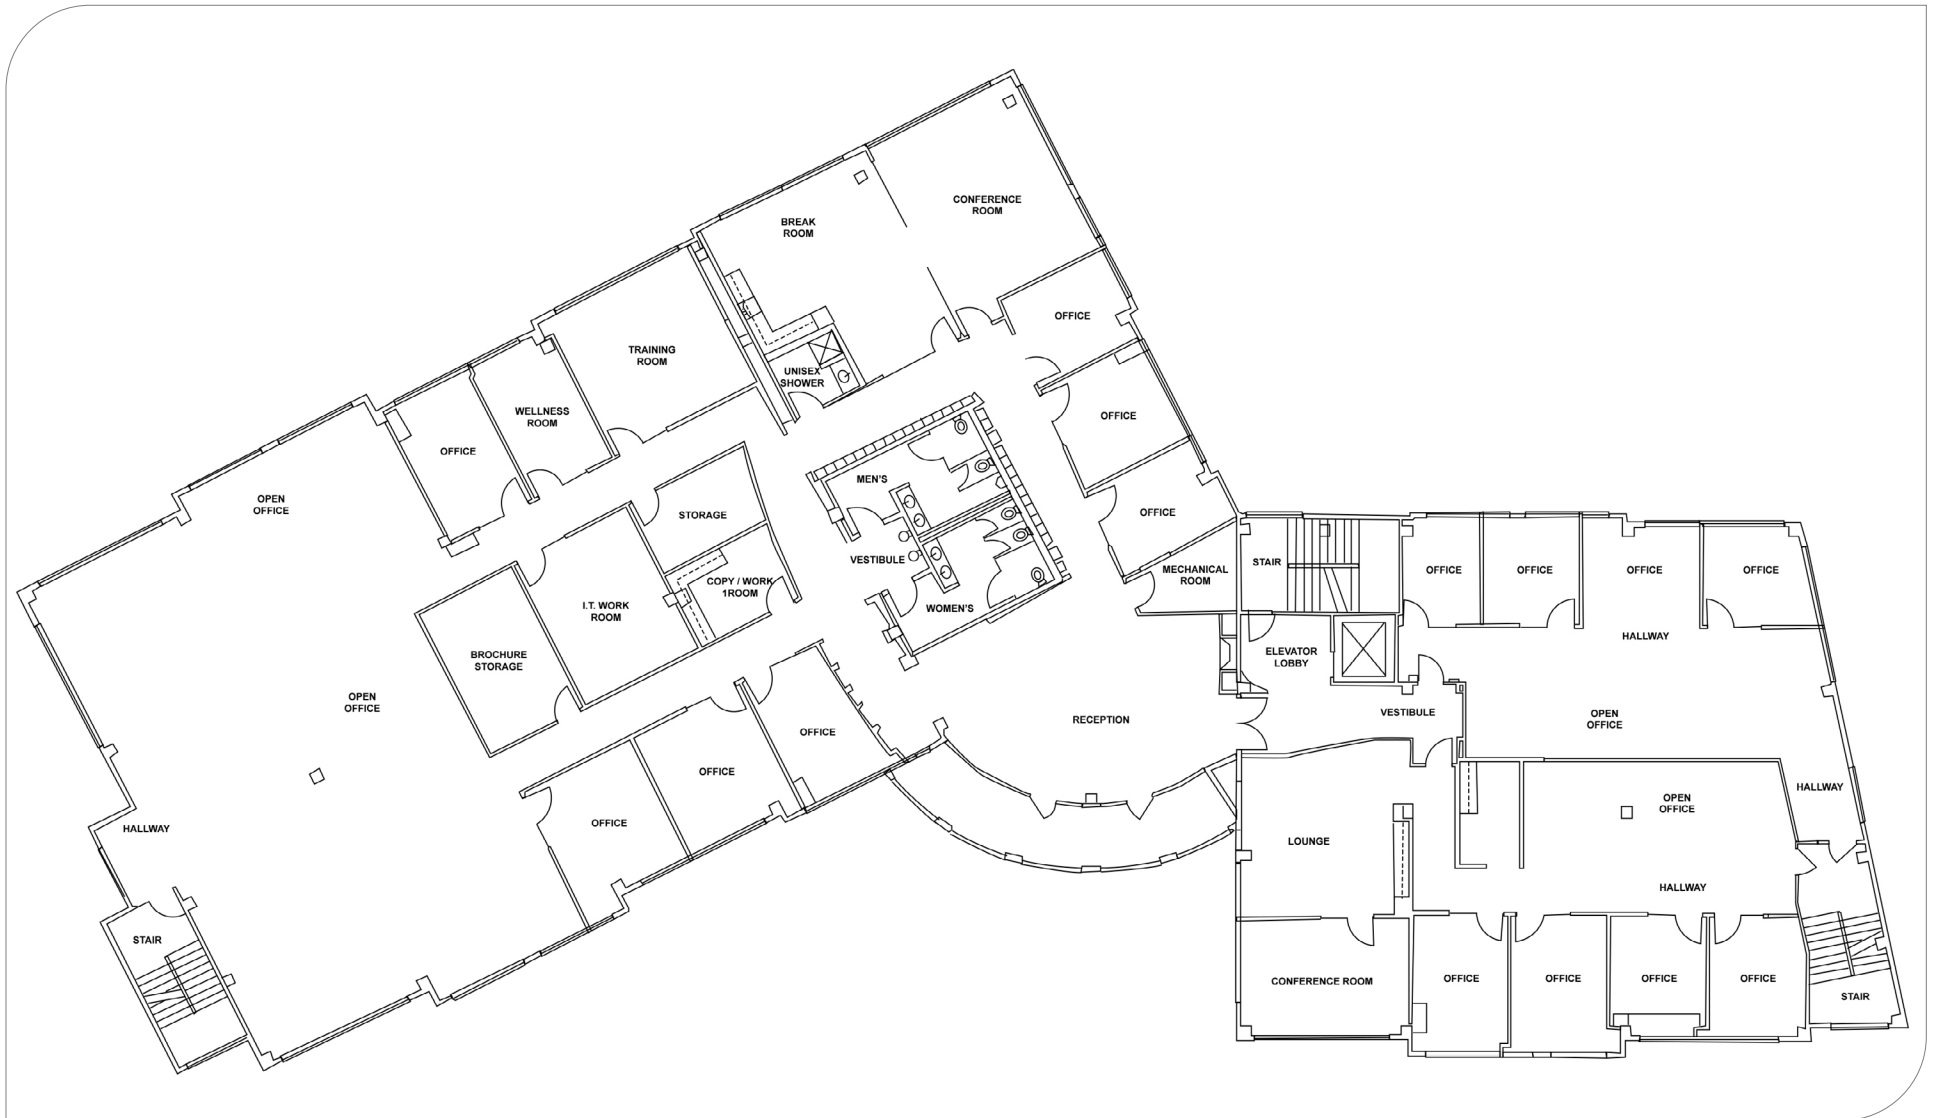 CONFERENCE
ROOM
BREAK
ROOM
OFFICE
TRAINING
ROOM
UNISEX
SHOWER
WELLNESS
ROOM
OFFICE
OFFICE
OPEN
OFFICE
MEN'S
STORAGE
OFFICE
VESTIBULE
COPY / WORK
1ROOM
I.T. WORK
ROOM
WOMEN'S
MECHANICAL
ROOM
STAIR
OFFICE
OFFICE
OFFICE
OFFICE
HALLWAY
ELEVATOR
LOBBY
BROCHURE
STORAGE
OPEN
OFFICE
RECEPTION
VESTIBULE
OPEN
OFFICE
OFFICE
OFFICE
OFFICE
HALLWAY
HALLWAY
OPEN
OFFICE
LOUNGE
HALLWAY
STAIR
CONFERENCE ROOM
OFFICE
OFFICE
OFFICE
OFFICE
STAIR